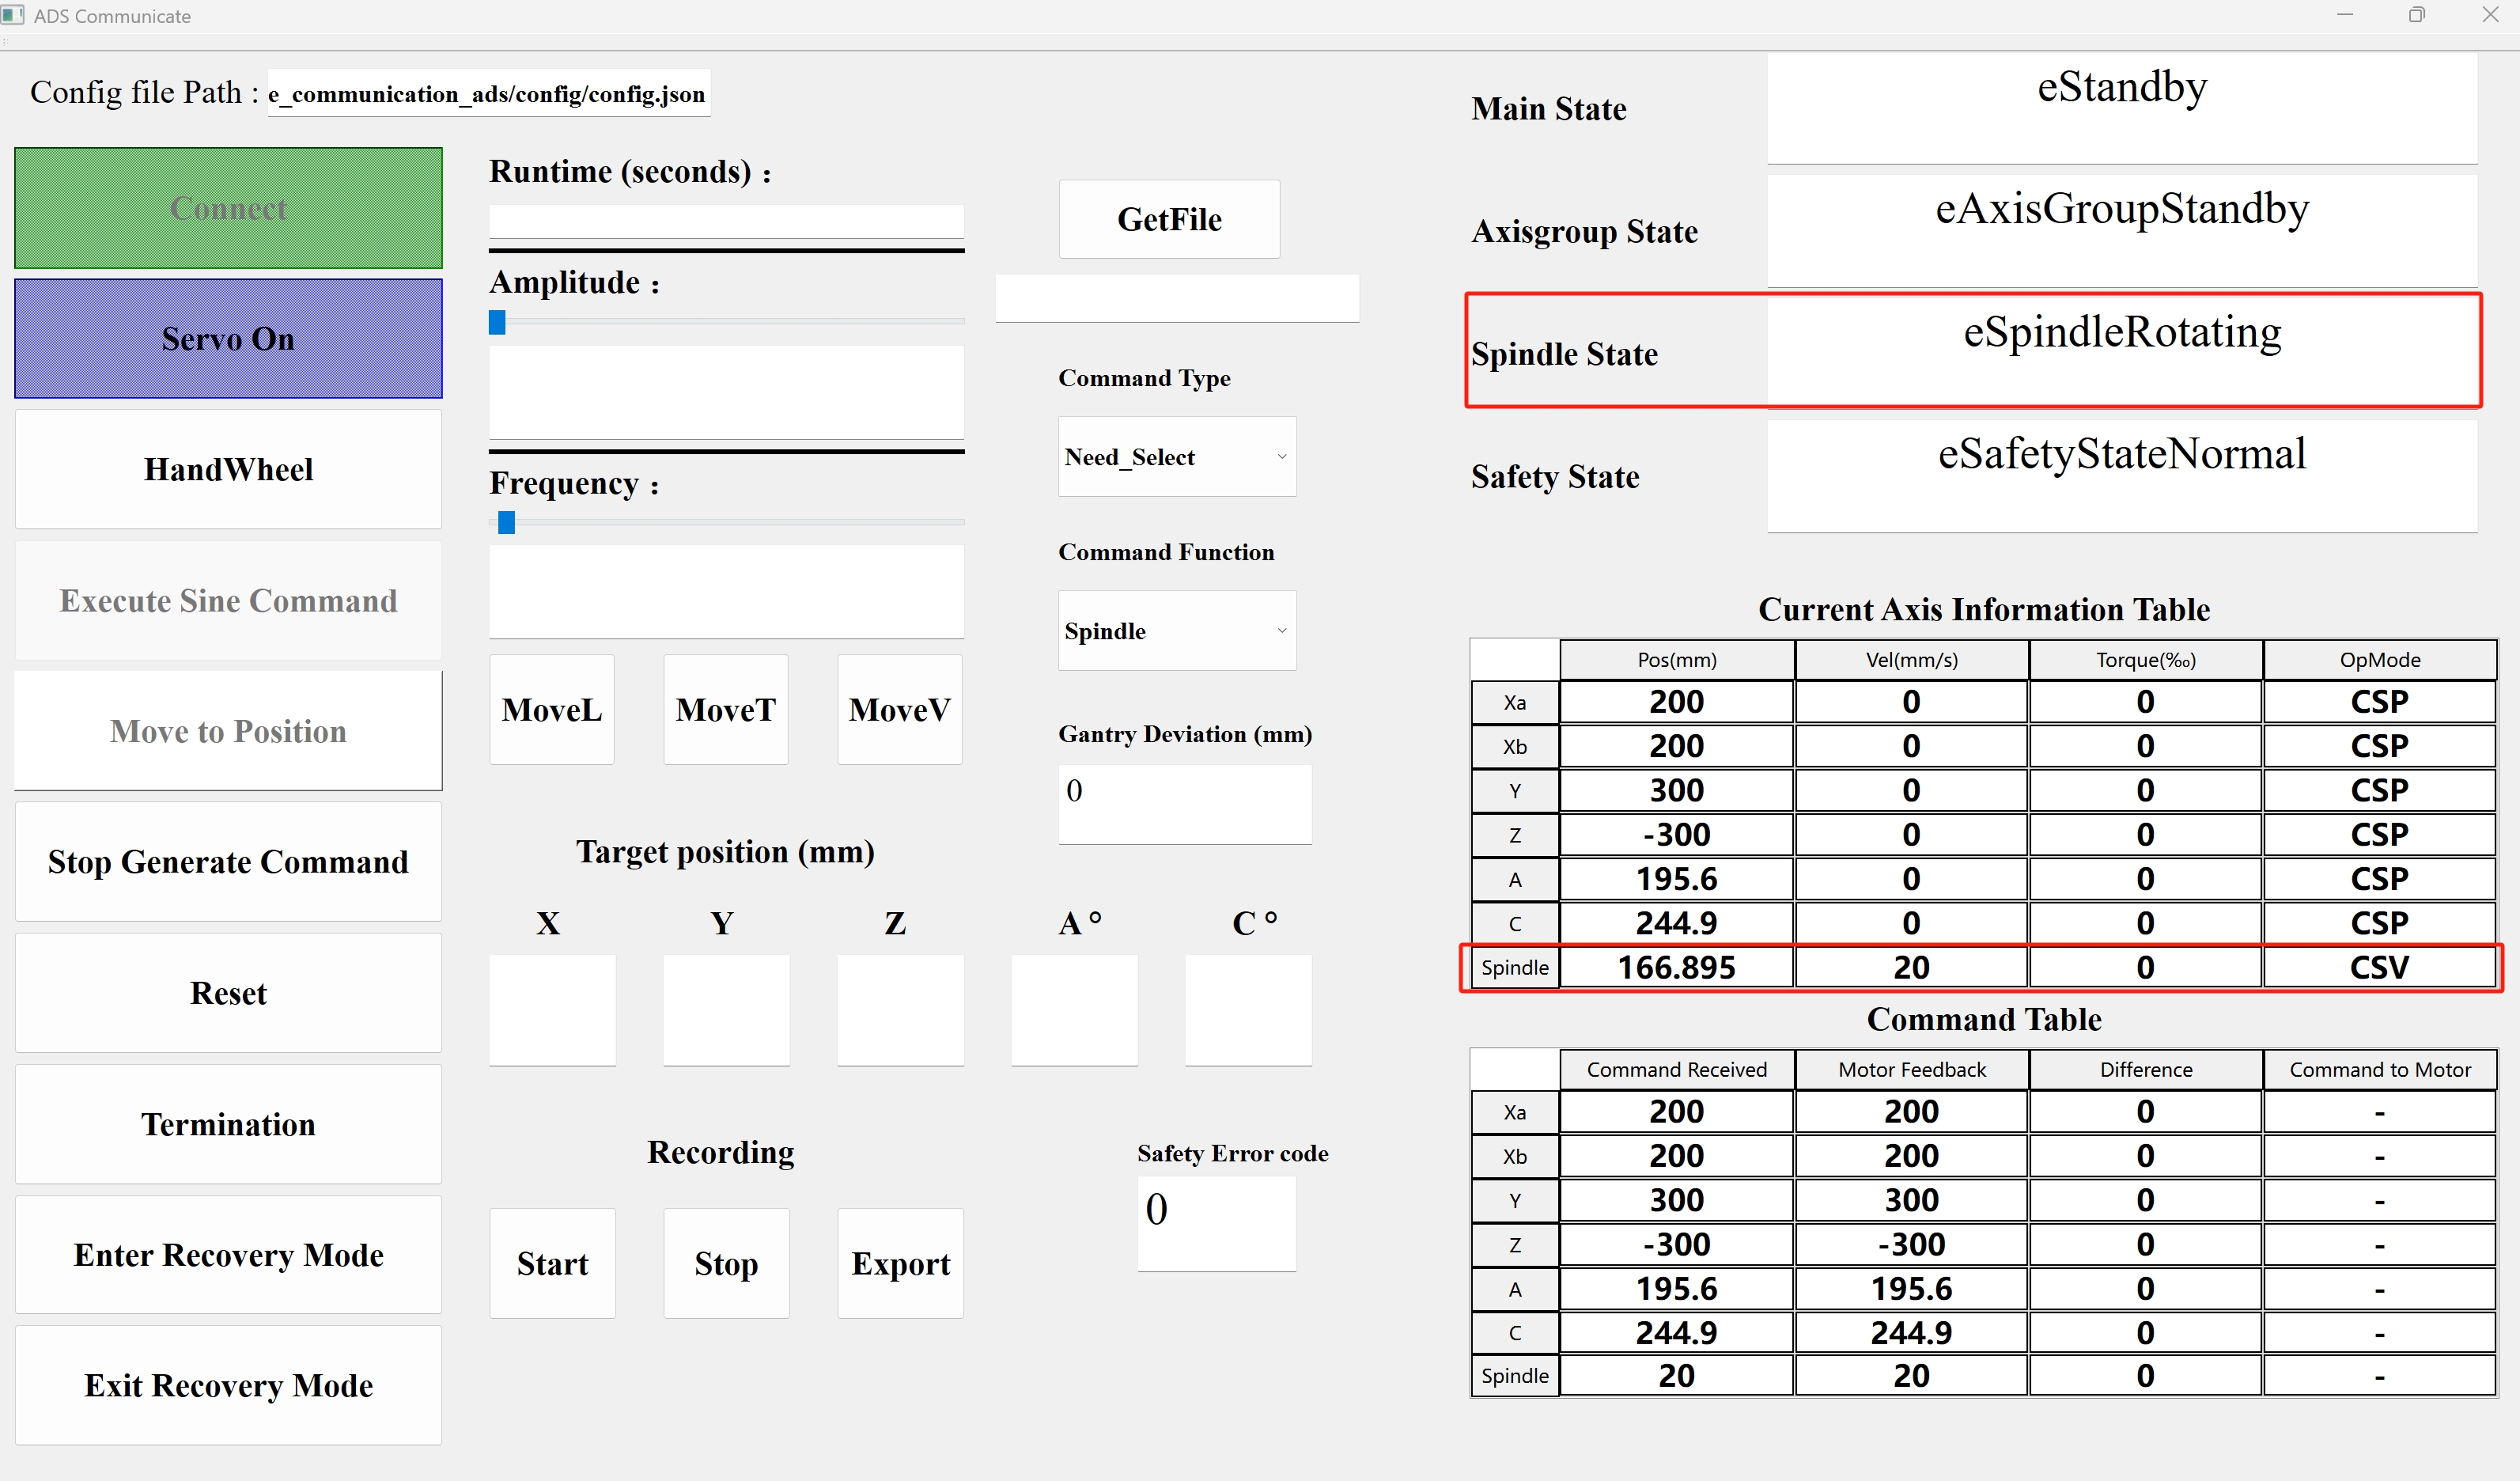 ADS Communicate
Config file Path : e_communication_ads/config/config.json
Connect
Servo On
HandWheel
Execute Sine Command
Move to Position
Stop Generate Command
Reset
Termination
Enter Recovery Mode
Exit Recovery Mode
Runtime (seconds) :
Amplitude :
Frequency :
MoveL MoveT MoveV
Target position (mm)
X Y Z A° C°
Recording
Start Stop Export
GetFile
Command Type
Need_Select
Command Function
Spindle
Gantry Deviation (mm)
0
Safety Error code
0
Main State eStandby
Axisgroup State eAxisGroupStandby
Spindle State eSpindleRotating
Safety State eSafetyStateNormal
Current Axis Information Table
Pos(mm) Vel(mm/s) Torque(‰) OpMode
Xa 200 0 0 CSP
Xb 200 0 0 CSP
Y 300 0 0 CSP
Z -300 0 0 CSP
A 195.6 0 0 CSP
C 244.9 0 0 CSP
Spindle 166.895 20 0 CSV
Command Table
Command Received Motor Feedback Difference Command to Motor
Xa 200 200 0 -
Xb 200 200 0 -
Y 300 300 0 -
Z -300 -300 0 -
A 195.6 195.6 0 -
C 244.9 244.9 0 -
Spindle 20 20 0 -